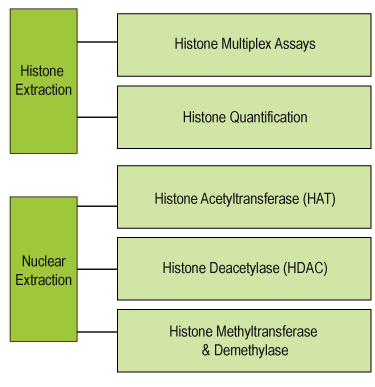 Histone
Extraction
Histone Multiplex Assays
Histone Quantification
Nuclear
Extraction
Histone Acetyltransferase (HAT)
Histone Deacetylase (HDAC)
Histone Methyltransferase
& Demethylase